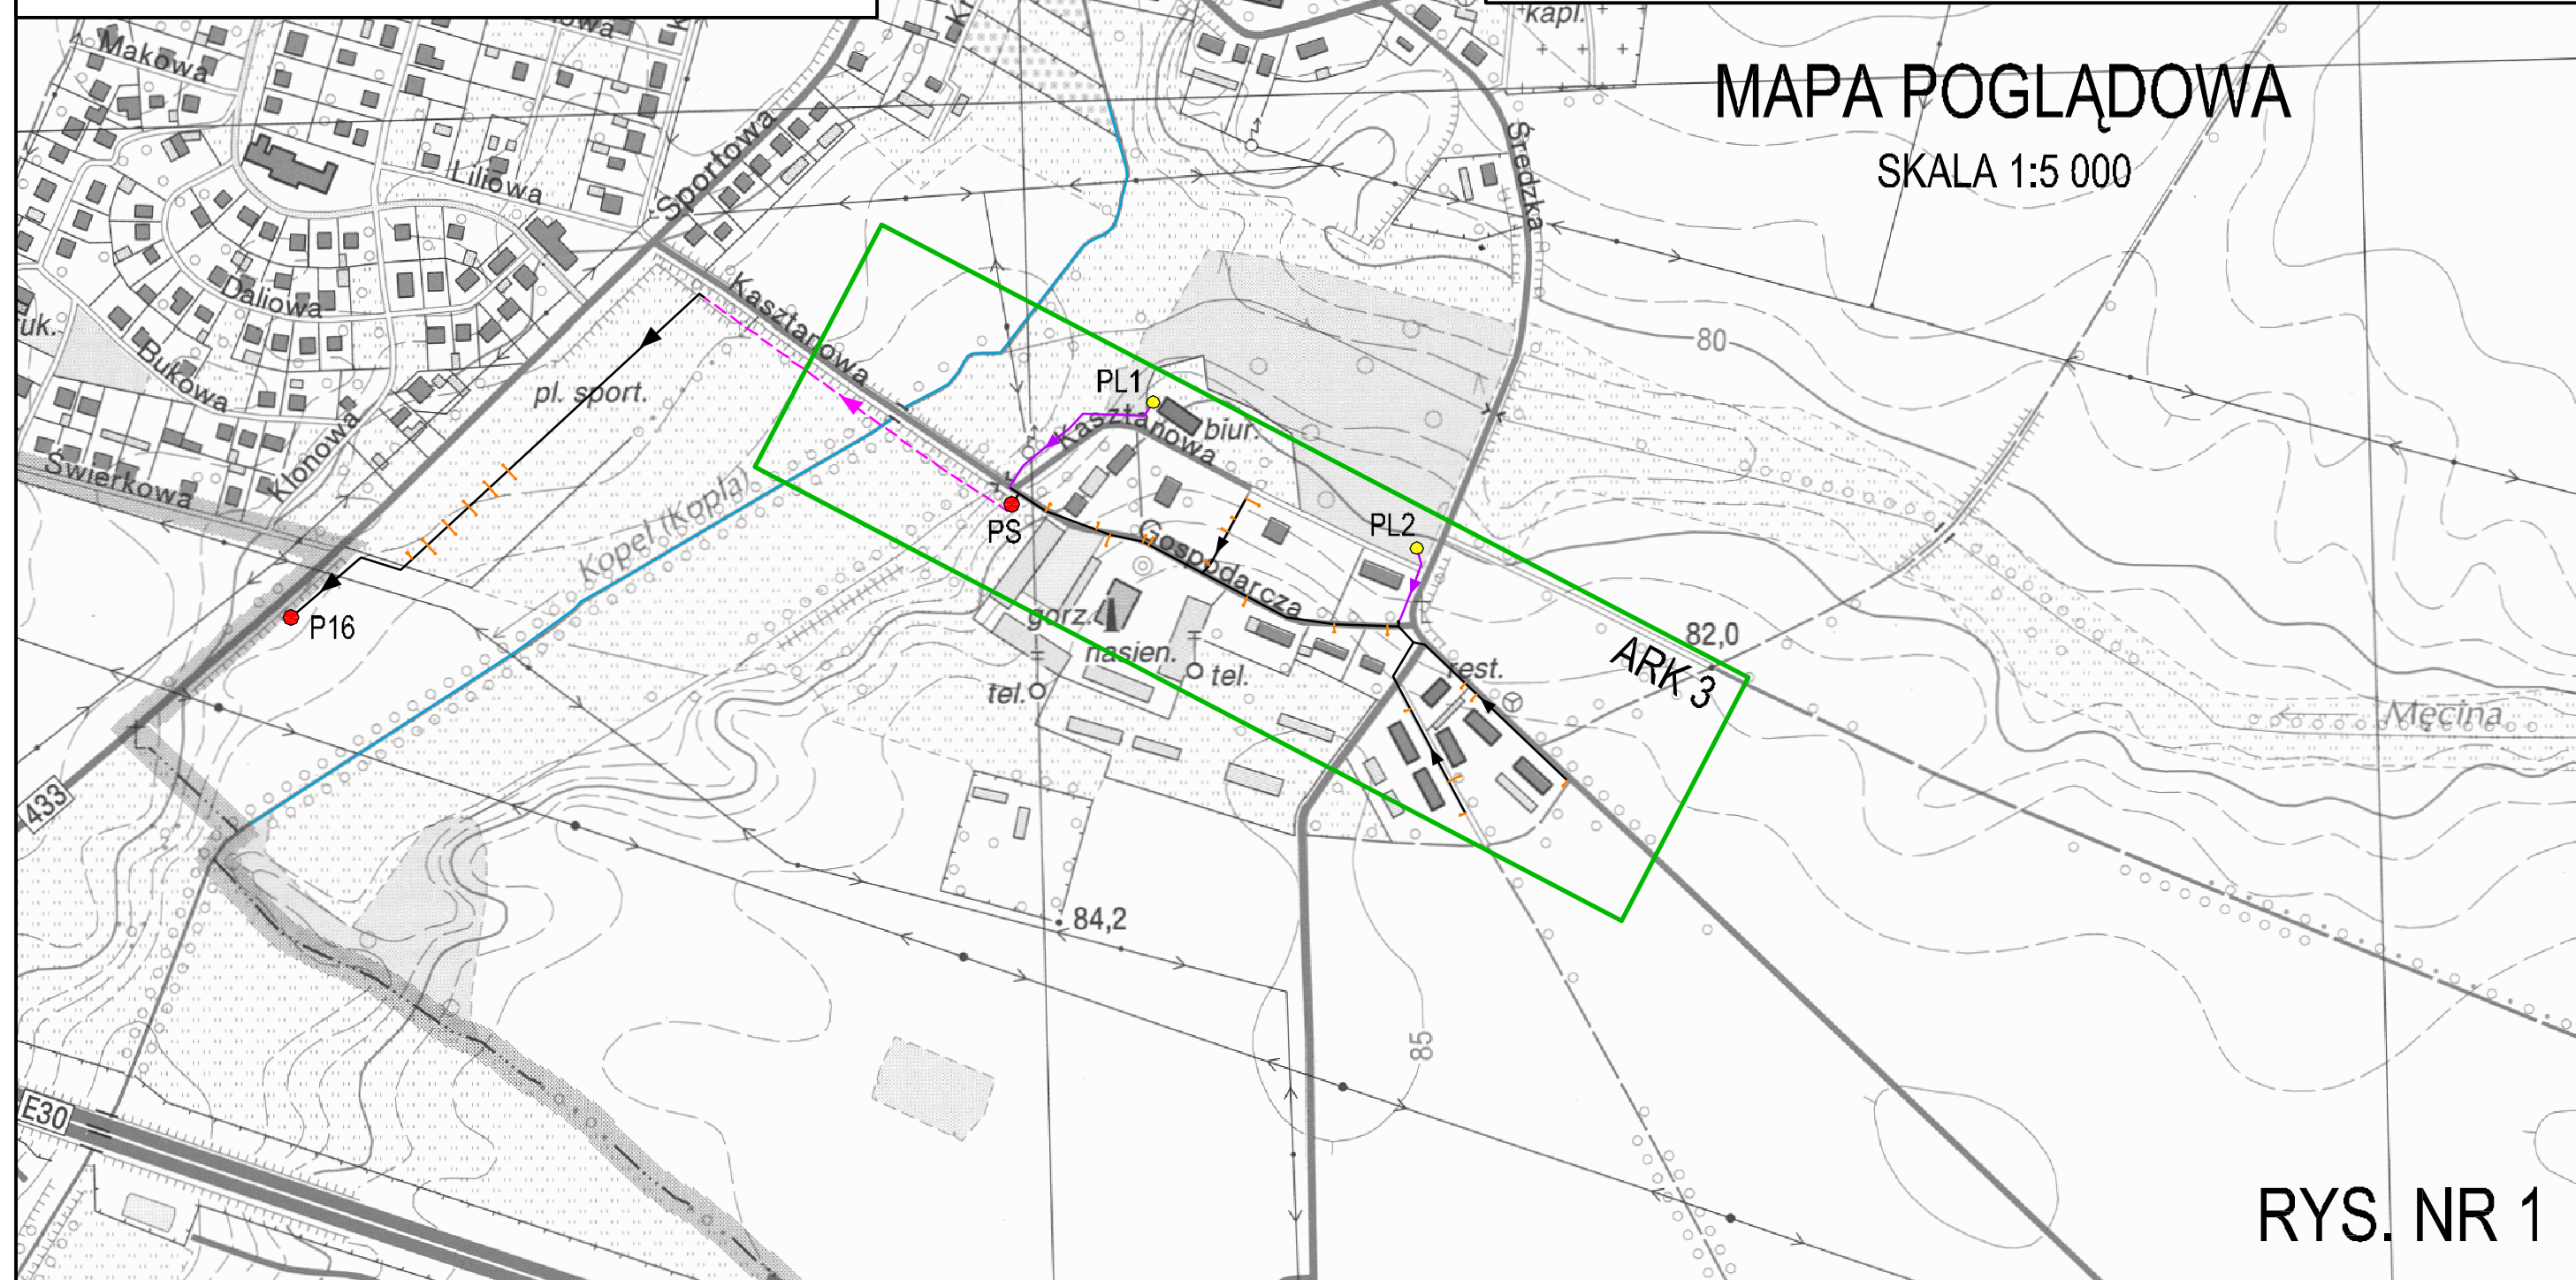 kapl.
Makowa
MAPA POGLĄDOWA
SKALA 1:5 000
Sportowa
Średzka
Liliowa
Daliowa
Kasztanowa
80
Bukowa
pl. sport.
PL1
Kasztanowa
biur.
Klonowa
Świerkowa
Kopel (Kopla)
PS
PL2
Gospodarcza
P16
gorz.
nasien.
tel.
tel.
rest.
82,0
ARK 3
Męcina
433
84,2
85
E30
RYS. NR 1